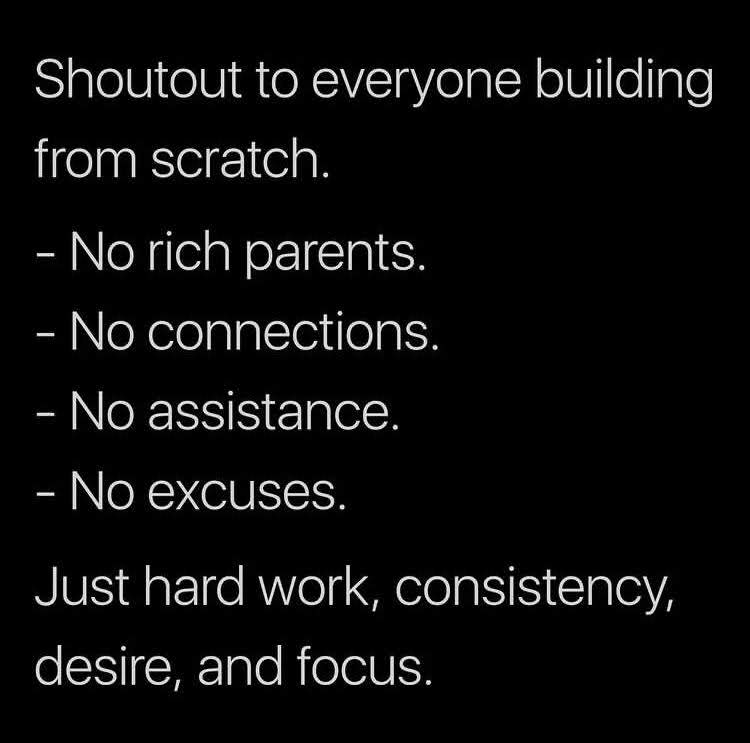 Shoutout to everyone building
from scratch.
- No rich parents.
- No connections.
- No assistance.
- No excuses.
Just hard work, consistency,
desire, and focus.